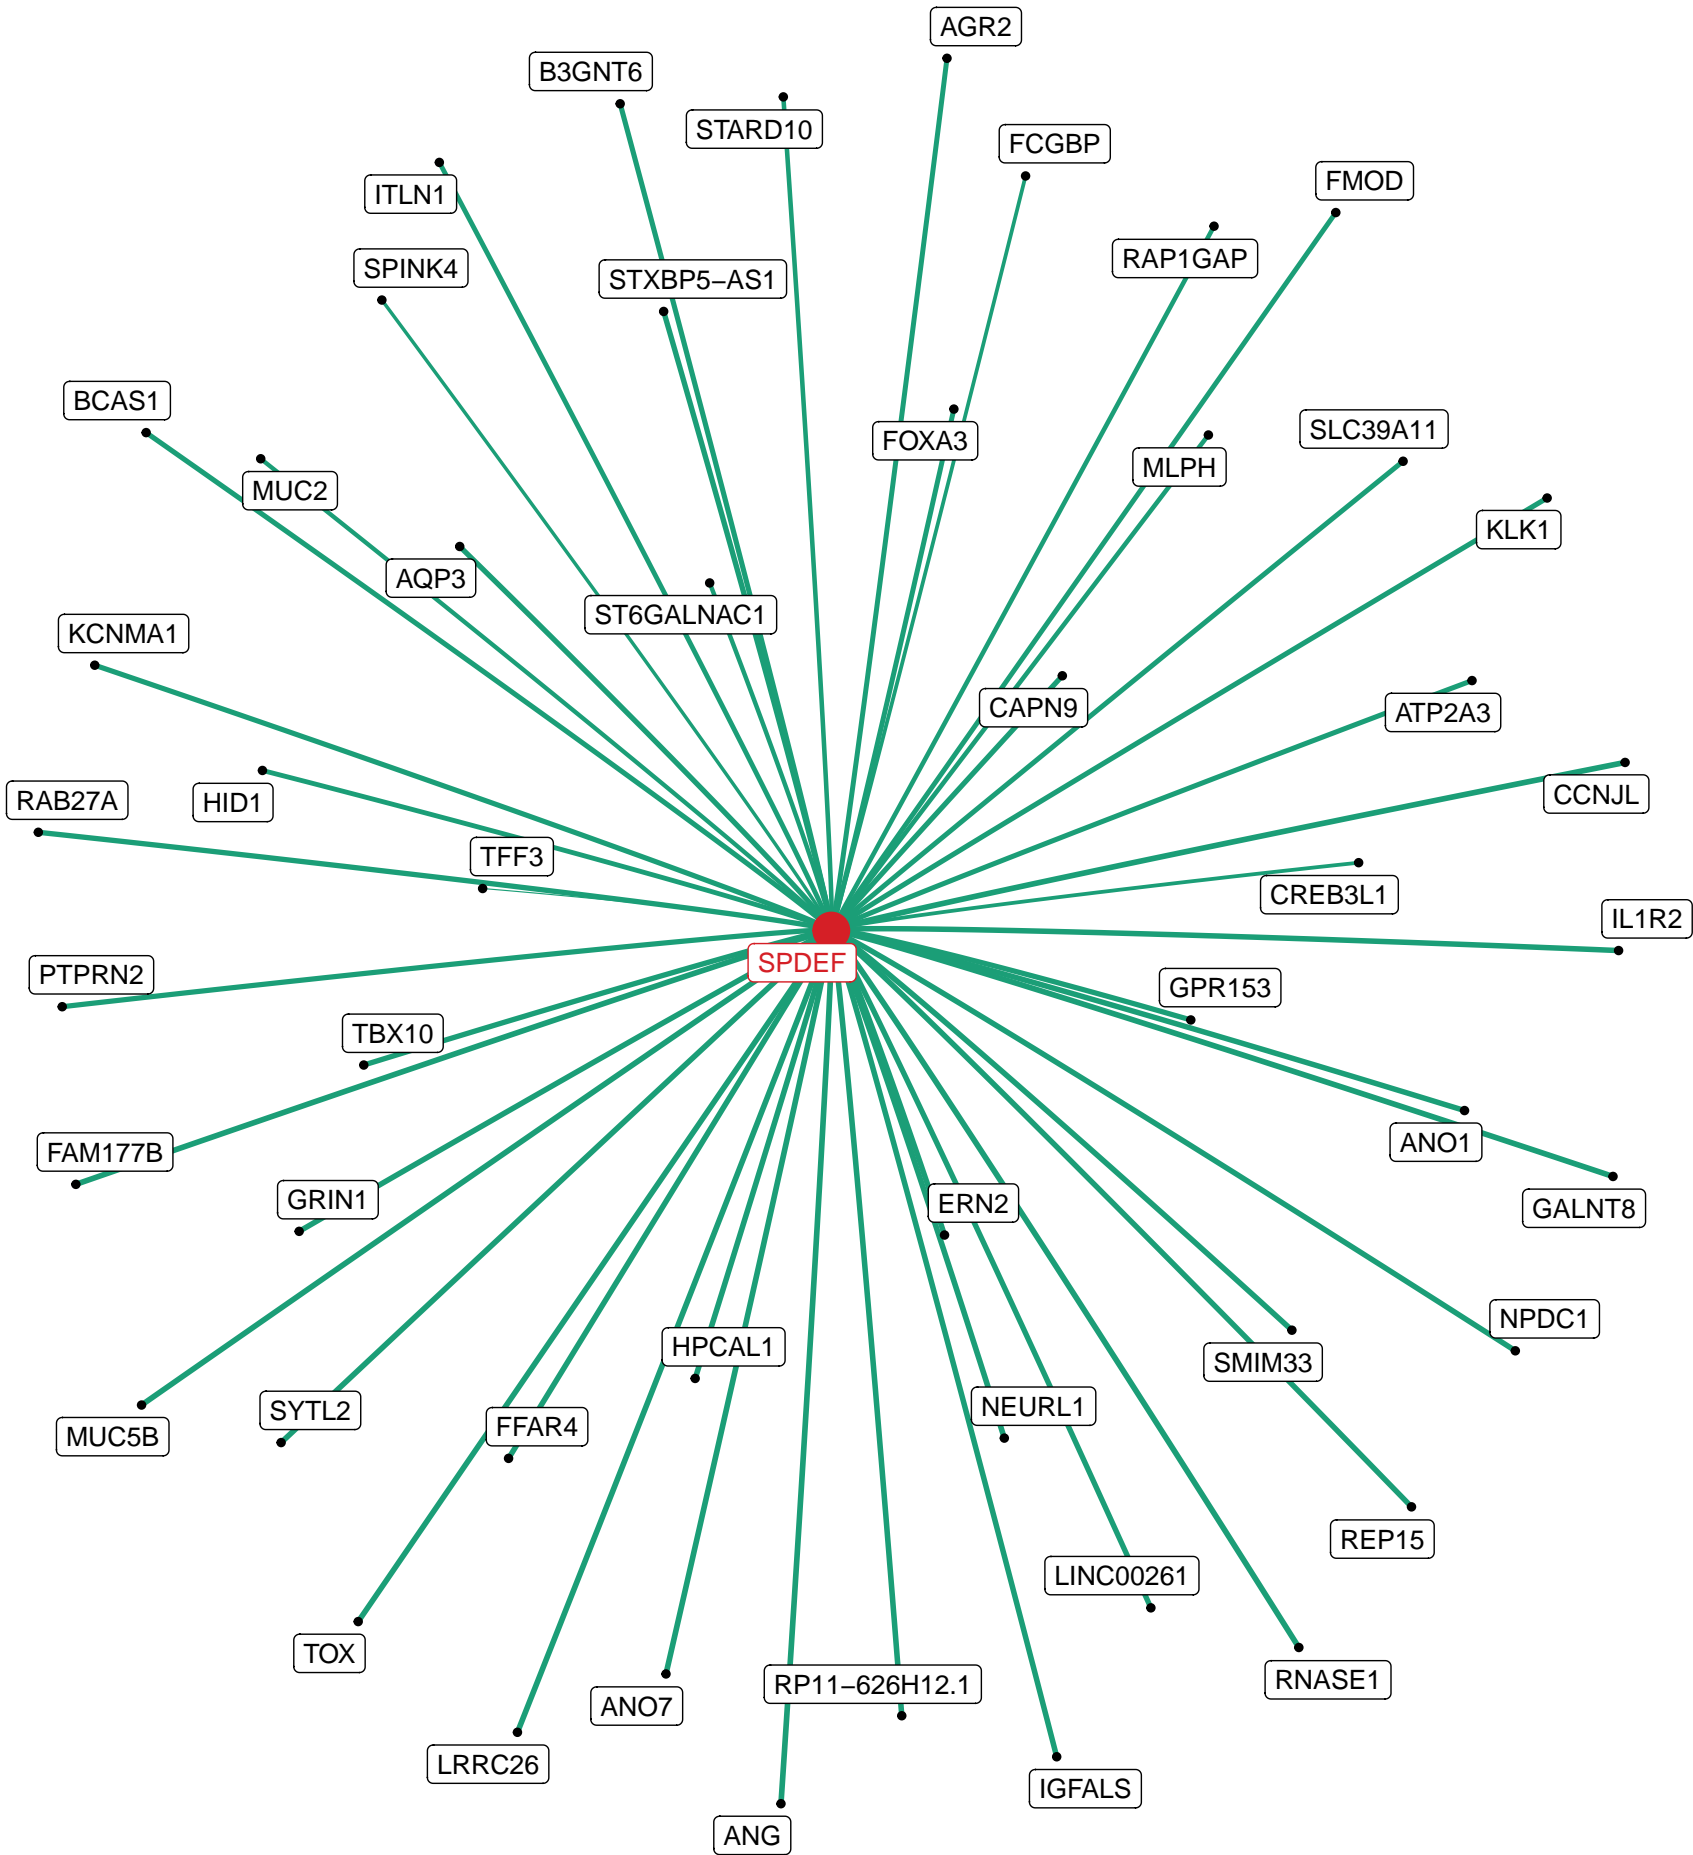 AGR2
B3GNT6
STARD10
FCGBP
FMOD
ITLN1
RAP1GAP
SPINK4
STXBP5–AS1
BCAS1
SLC39A11
FOXA3
MLPH
MUC2
KLK1
AQP3
ST6GALNAC1
KCNMA1
CAPN9
ATP2A3
CCNJL
RAB27A
HID1
TFF3
CREB3L1
IL1R2
SPDEF
PTPRN2
GPR153
TBX10
ANO1
FAM177B
GRIN1
ERN2
GALNT8
NPDC1
HPCAL1
SMIM33
NEURL1
SYTL2
FFAR4
MUC5B
REP15
LINC00261
TOX
RNASE1
RP11–626H12.1
ANO7
LRRC26
IGFALS
ANG